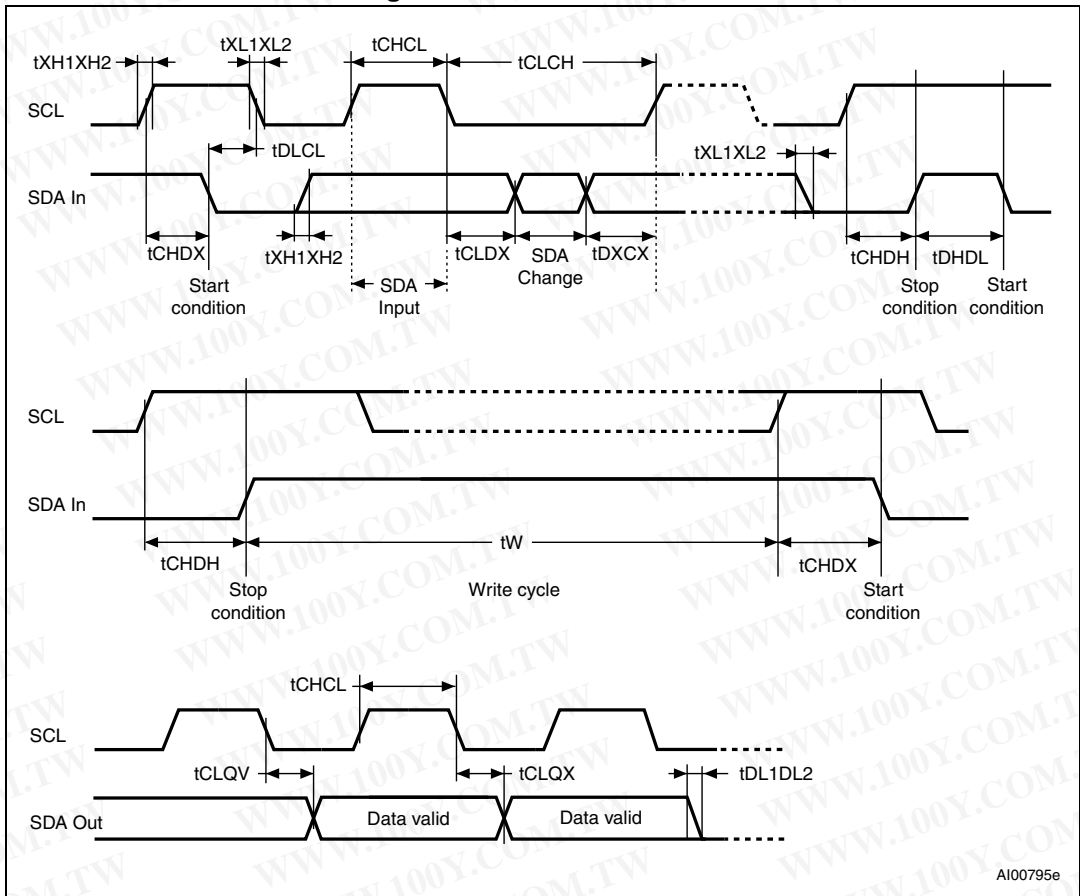 tXH1XH2
tXL1XL2
tCHCL
tCLCH
SCL
tDLCL
tXL1XL2
SDA In
tCHDX
tXH1XH2
tCLDX
SDA
Change
tDXCX
tCHDH
tDHDL
Start
condition
SDA
Input
Stop
condition
Start
condition
SCL
SDA In
tCHDH
tW
tCHDX
Stop
condition
Write cycle
Start
condition
tCHCL
SCL
tCLQV
tCLQX
tDL1DL2
SDA Out
Data valid
Data valid
AI00795e
WWW.100Y.COM.TW